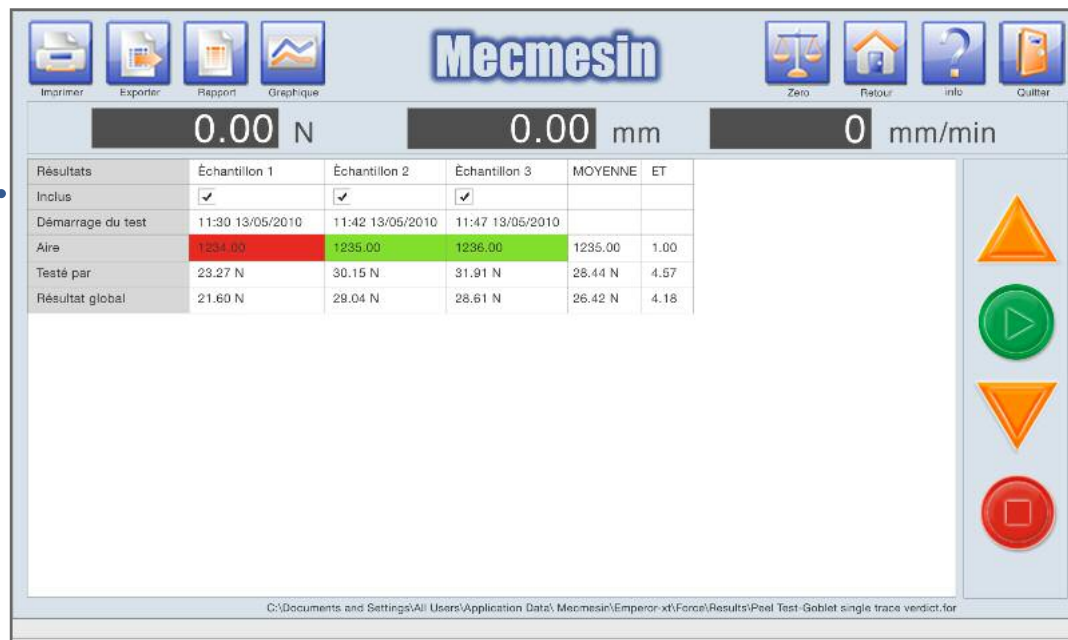 Mecmesin
Imprimer Exporter Rapport Graphique Zero Retour info Quitter
0.00 N 0.00 mm 0 mm/min
Résultats Èchantillon 1 Èchantillon 2 Èchantillon 3 MOYENNE ET
Inclus
Démarrage du test 11:30 13/05/2010 11:42 13/05/2010 11:47 13/05/2010
Aire 1234.00 1235.00 1236.00 1235.00 1.00
Testé par 23.27 N 30.15 N 31.91 N 28.44 N 4.57
Résultat global 21.60 N 29.04 N 28.61 N 26.42 N 4.18
C:\Documents and Settings\All Users\Application Data\ Mecmesin\Emperor-xt\Force\Results\Peel Test-Goblet single trace verdict.for